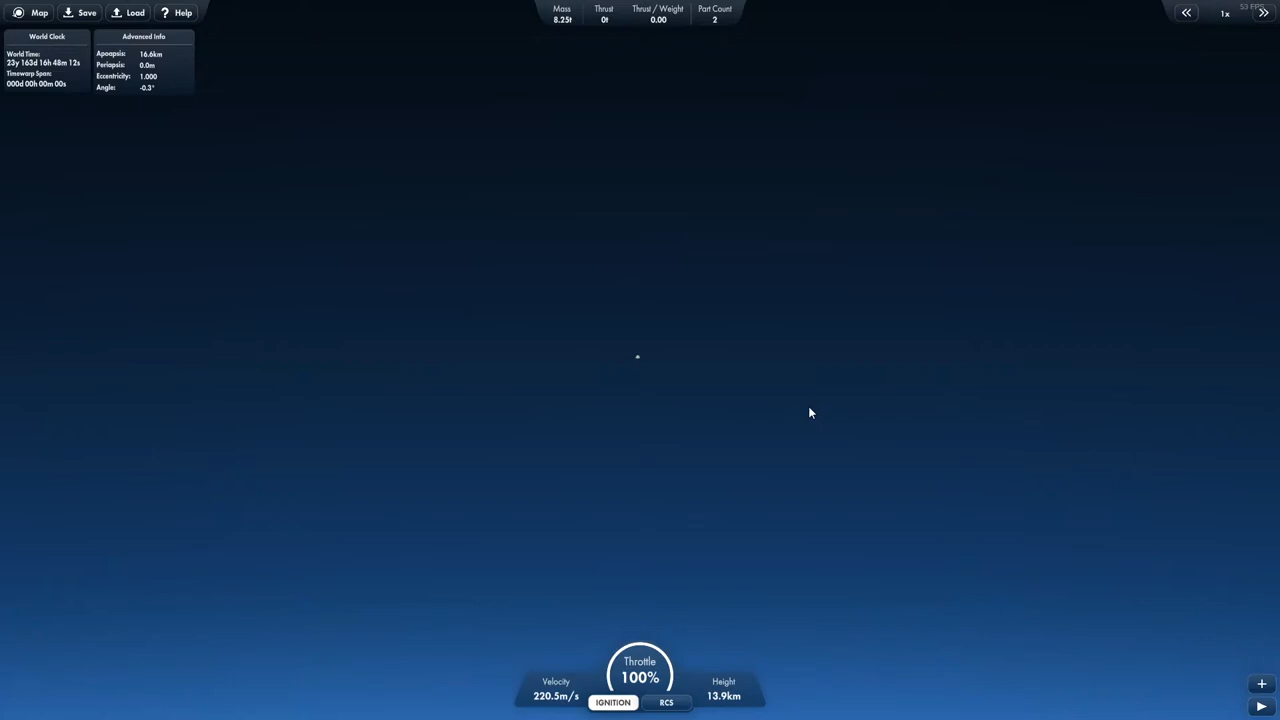 Map Save Load Help
Mass Thrust Thrust / Weight Part Count
8.25t 0t 0.00 2
1x
53 FPS
World Clock
World Time:
23y 163d 16h 48m 12s
Timewarp Span:
000d 00h 00m 00s
Advanced Info
Apoapsis: 16.6km
Periapsis: 0.0m
Eccentricity: 1.000
Angle: -0.3°
Throttle
100%
Velocity
220.5m/s
Height
13.9km
IGNITION RCS